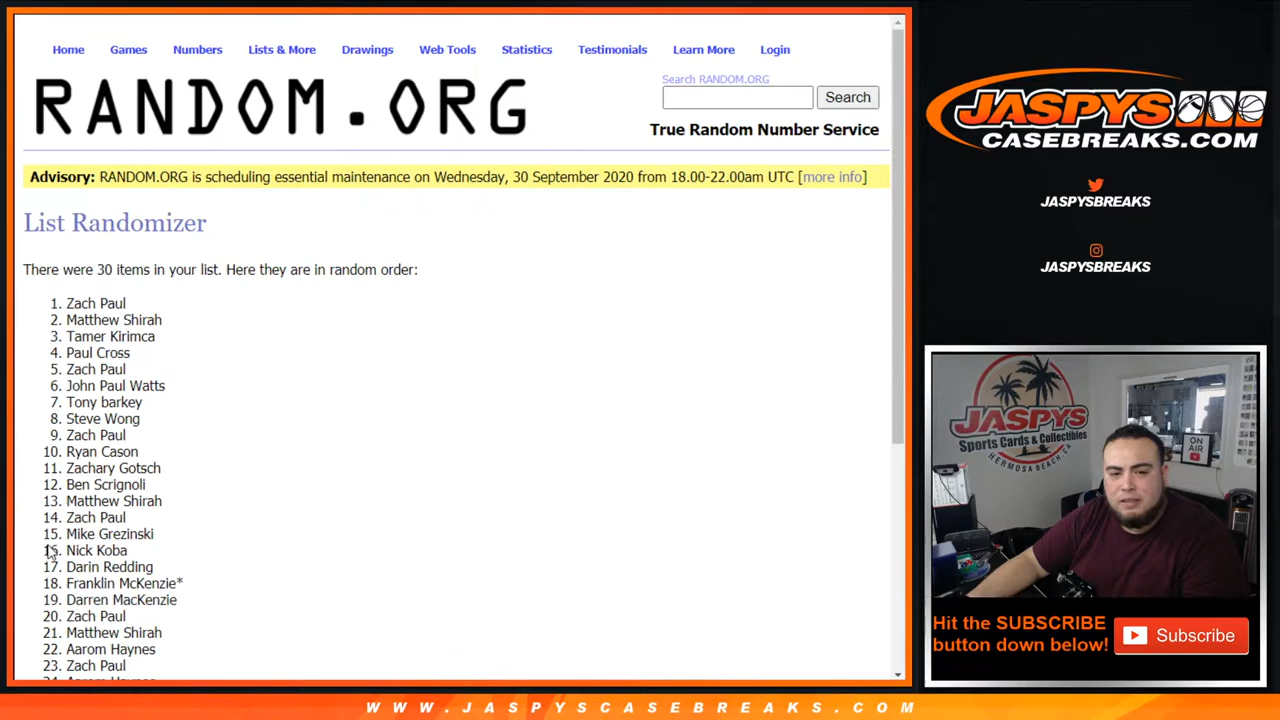 Home Games Numbers Lists & More Drawings Web Tools Statistics Testimonials Learn More Login
RANDOM.ORG
Search RANDOM.ORG
Search
True Random Number Service
Advisory: RANDOM.ORG is scheduling essential maintenance on Wednesday, 30 September 2020 from 18.00-22.00am UTC [more info]
List Randomizer
There were 30 items in your list. Here they are in random order:
1. Zach Paul
2. Matthew Shirah
3. Tamer Kirimca
4. Paul Cross
5. Zach Paul
6. John Paul Watts
7. Tony barkey
8. Steve Wong
9. Zach Paul
10. Ryan Cason
11. Zachary Gotsch
12. Ben Scrignoli
13. Matthew Shirah
14. Zach Paul
15. Mike Grezinski
16. Nick Koba
17. Darin Redding
18. Franklin McKenzie*
19. Darren MacKenzie
20. Zach Paul
21. Matthew Shirah
22. Aarom Haynes
23. Zach Paul
JASPYS
CASEBREAKS.COM
JASPYSBREAKS
JASPYSBREAKS
JASPYS
Sports Cards & Collectibles
HERMOSA BEACH, CA
ON AIR
Hit the SUBSCRIBE
button down below!
Subscribe
WWW.JASPYSCASEBREAKS.COM